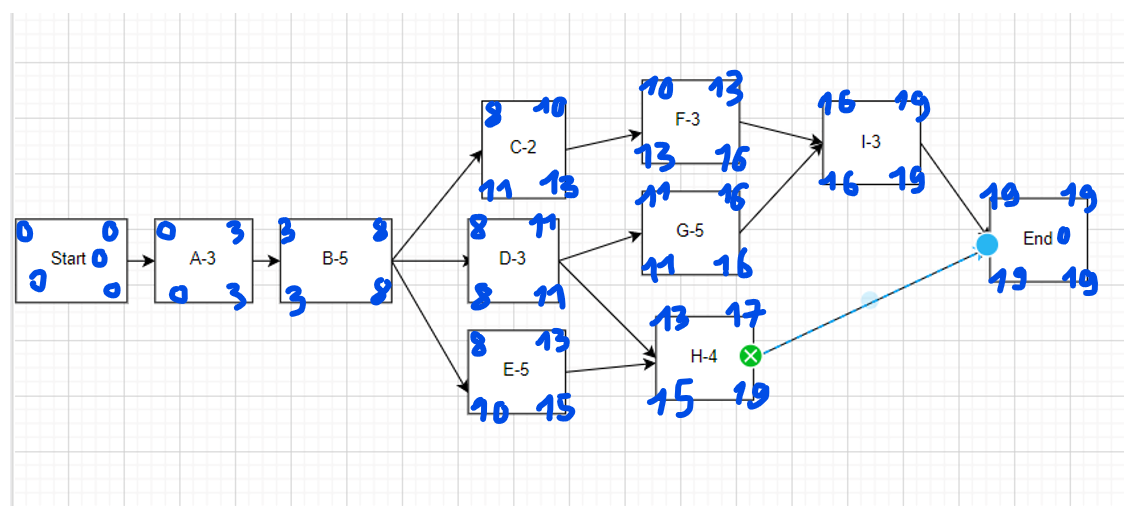 0 0
Start 0
0 0
0 3
A-3
0 3
3 8
B-5
3 8
8 10
C-2
11 13
8 11
D-3
8 11
8 13
E-5
10 15
10 13
F-3
13 16
11 16
G-5
11 16
13 17
H-4
15 19
16 19
I-3
16 19
19 19
End 0
19 19